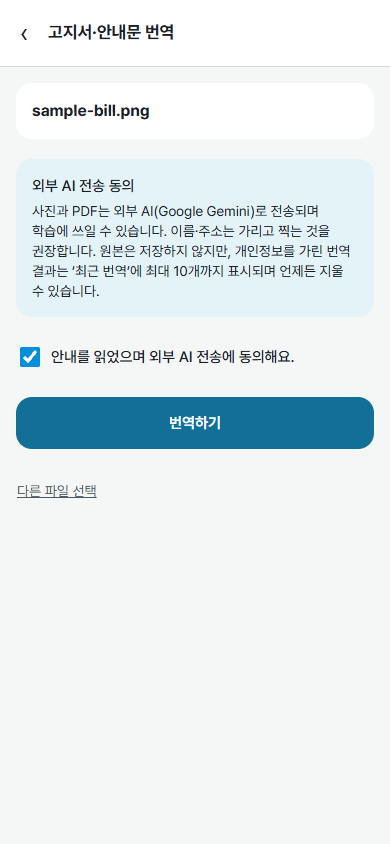 ‹ 고지서·안내문 번역
sample-bill.png
외부 AI 전송 동의
사진과 PDF는 외부 AI(Google Gemini)로 전송되며
학습에 쓰일 수 있습니다. 이름·주소는 가리고 찍는 것을
권장합니다. 원본은 저장하지 않지만, 개인정보를 가린 번역
결과는 ‘최근 번역’에 최대 10개까지 표시되며 언제든 지울
수 있습니다.
안내를 읽었으며 외부 AI 전송에 동의해요.
번역하기
다른 파일 선택